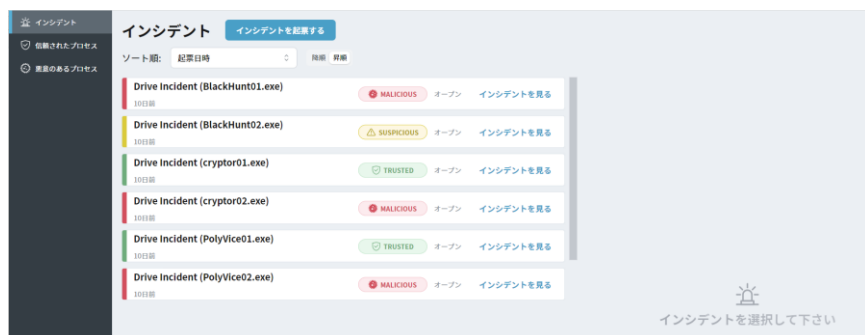 インシデント
信頼されたプロセス
悪意のあるプロセス
インシデント インシデントを起票する
ソート順: 起票日時 降順 昇順
Drive Incident (BlackHunt01.exe)
10日前
MALICIOUS オープン インシデントを見る
Drive Incident (BlackHunt02.exe)
10日前
SUSPICIOUS オープン インシデントを見る
Drive Incident (cryptor01.exe)
10日前
TRUSTED オープン インシデントを見る
Drive Incident (cryptor02.exe)
10日前
MALICIOUS オープン インシデントを見る
Drive Incident (PolyVice01.exe)
10日前
TRUSTED オープン インシデントを見る
Drive Incident (PolyVice02.exe)
10日前
MALICIOUS オープン インシデントを見る
インシデントを選択して下さい